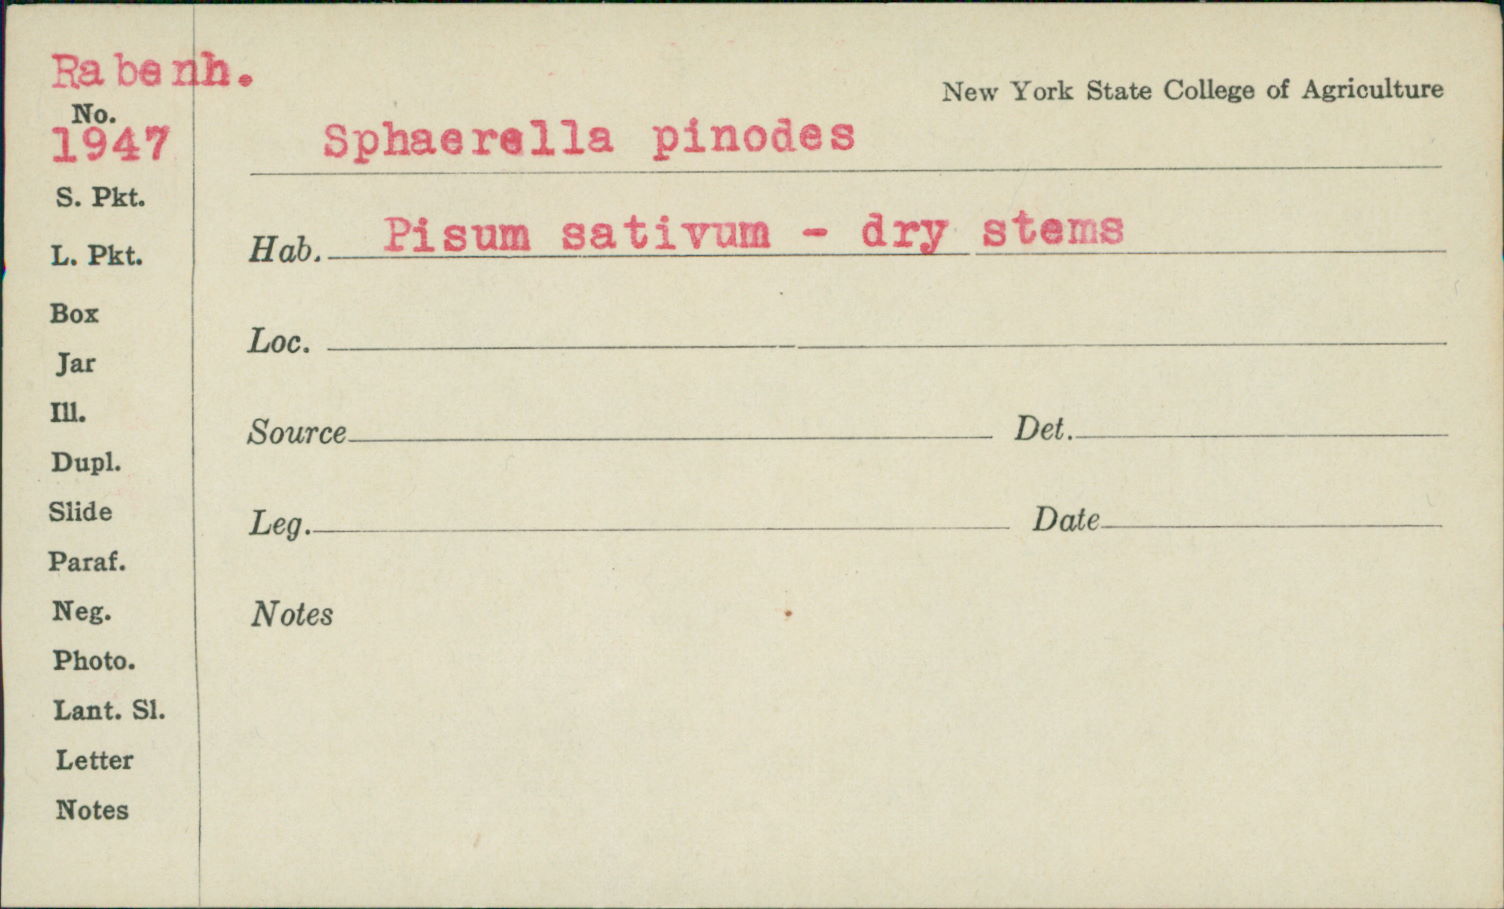 Rabenh.
New York State College of Agriculture
No.
1947
Sphaerella pinodes
S. Pkt.
Hab. Pisum sativum - dry stems
L. Pkt.
Box
Loc.
Jar
Ill.
Source Det.
Dupl.
Slide
Leg. Date
Paraf.
Neg.
Notes
Photo.
Lant. Sl.
Letter
Notes